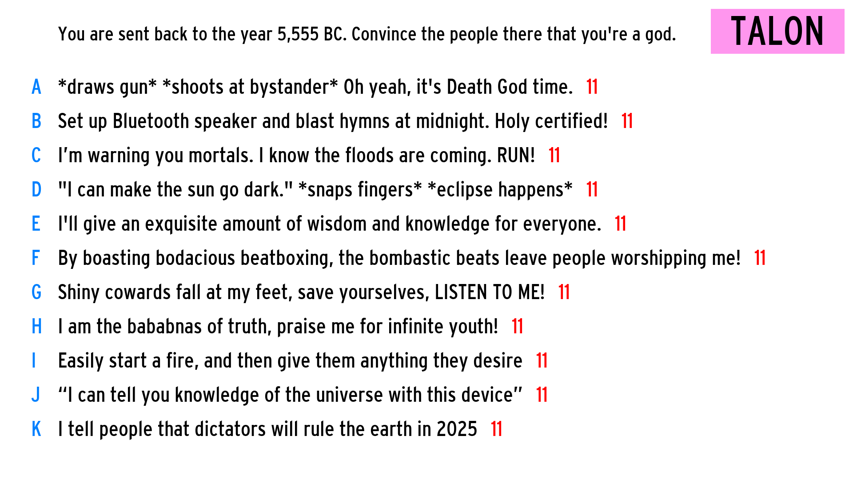 You are sent back to the year 5,555 BC. Convince the people there that you're a god.
TALON
A *draws gun* *shoots at bystander* Oh yeah, it's Death God time. 11
B Set up Bluetooth speaker and blast hymns at midnight. Holy certified! 11
C I’m warning you mortals. I know the floods are coming. RUN! 11
D "I can make the sun go dark." *snaps fingers* *eclipse happens* 11
E I'll give an exquisite amount of wisdom and knowledge for everyone. 11
F By boasting bodacious beatboxing, the bombastic beats leave people worshipping me! 11
G Shiny cowards fall at my feet, save yourselves, LISTEN TO ME! 11
H I am the bababnas of truth, praise me for infinite youth! 11
I Easily start a fire, and then give them anything they desire 11
J “I can tell you knowledge of the universe with this device” 11
K I tell people that dictators will rule the earth in 2025 11